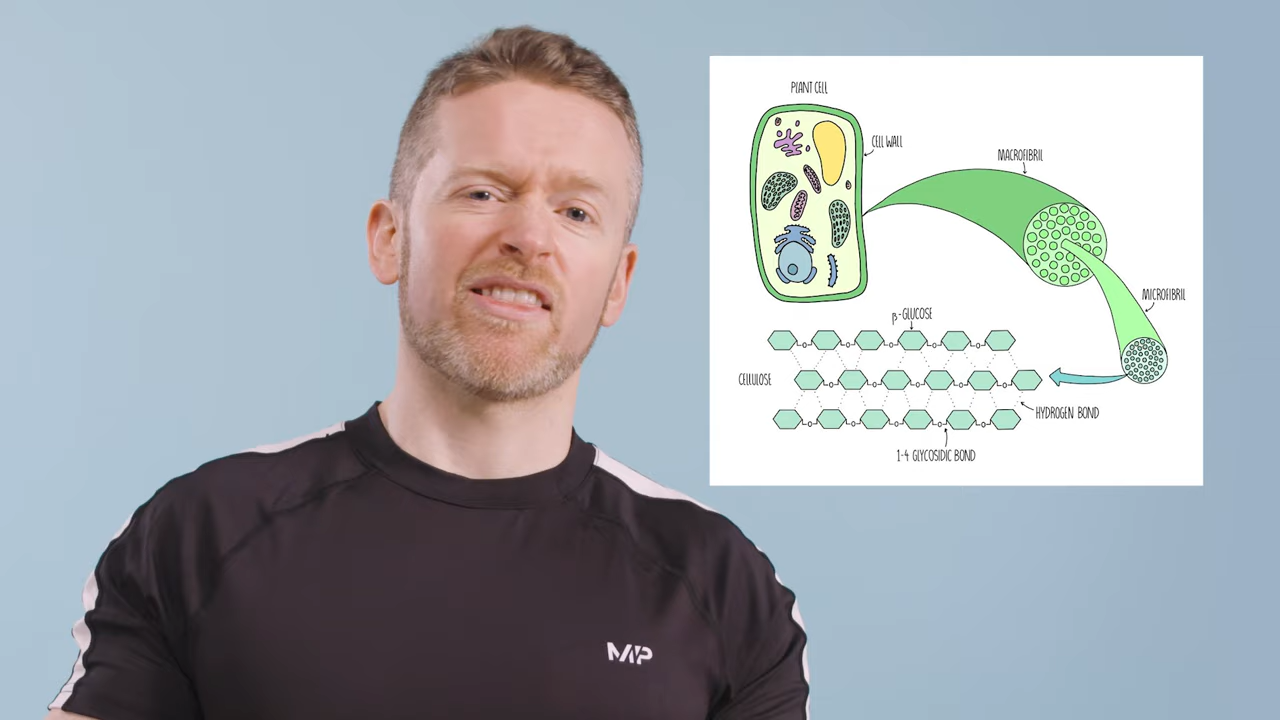 PLANT CELL
CELL WALL
MACROFIBRIL
MICROFIBRIL
β-GLUCOSE
-O- -O- -O- -O- -O-
CELLULOSE
-O- -O- -O- -O- -O-
HYDROGEN BOND
-O- -O- -O- -O- -O-
1-4 GLYCOSIDIC BOND
MP